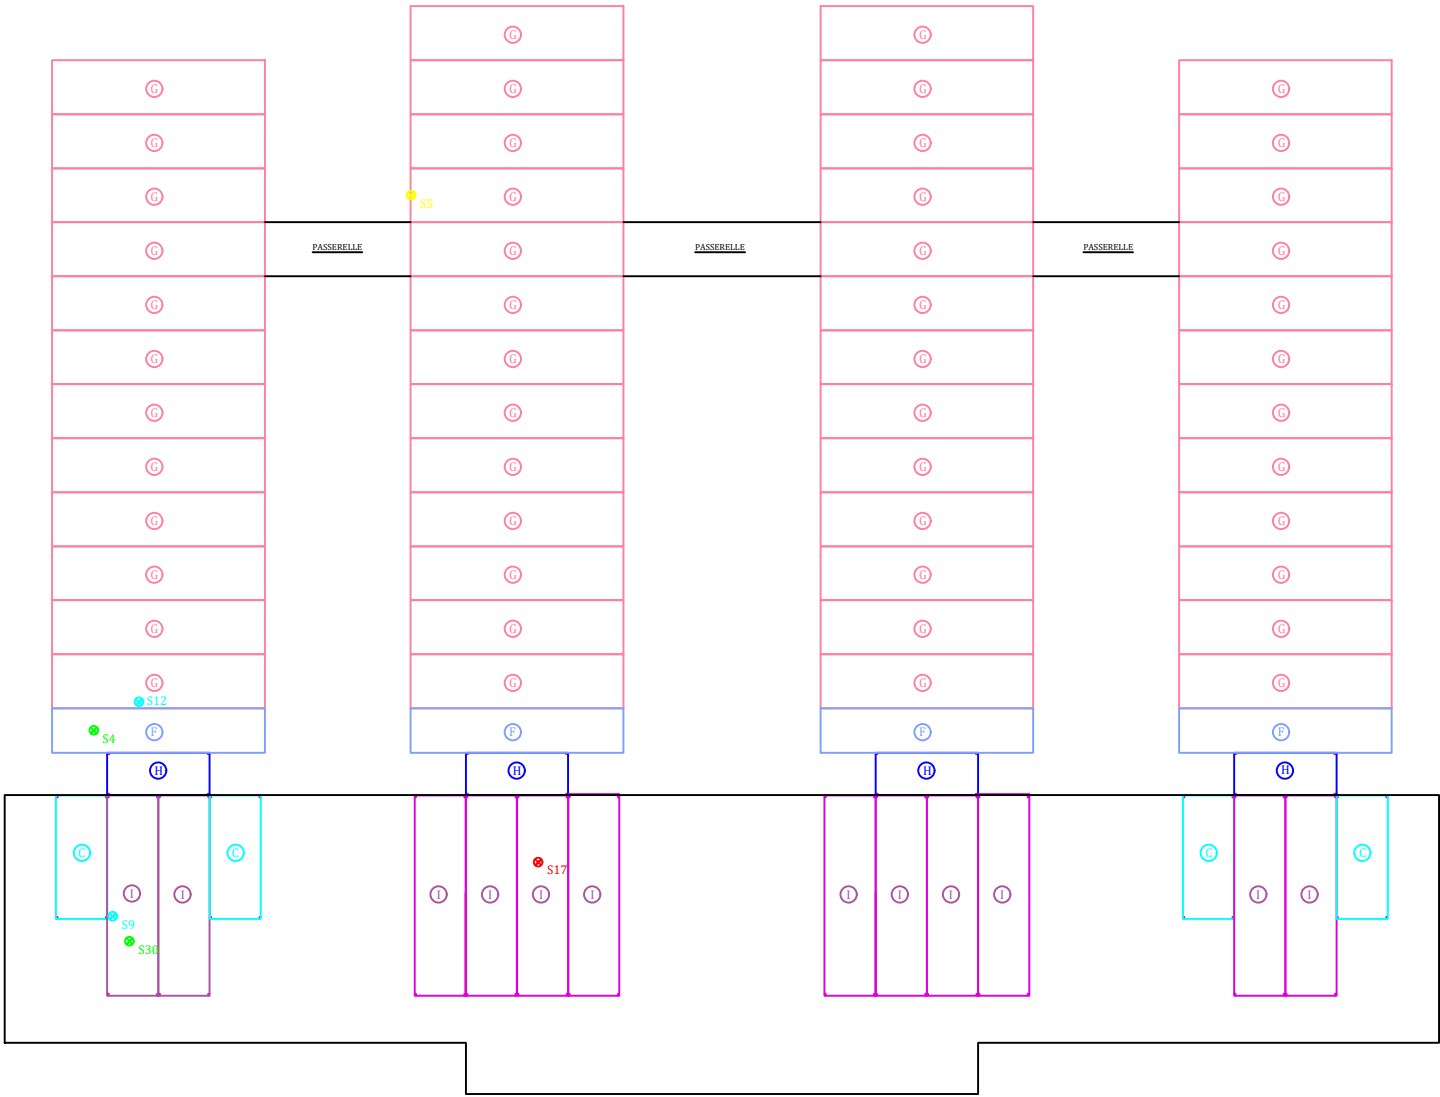 G G
G G G G
G G G G
G G G G
S5
G G G G
PASSERELLE PASSERELLE PASSERELLE
G G G G
G G G G
G G G G
G G G G
G G G G
G G G G
G G G G
G G G G
S12
F F F F
S4
H H H H
C C C C
S17
I I I I I I I I I I I I
S9
S30